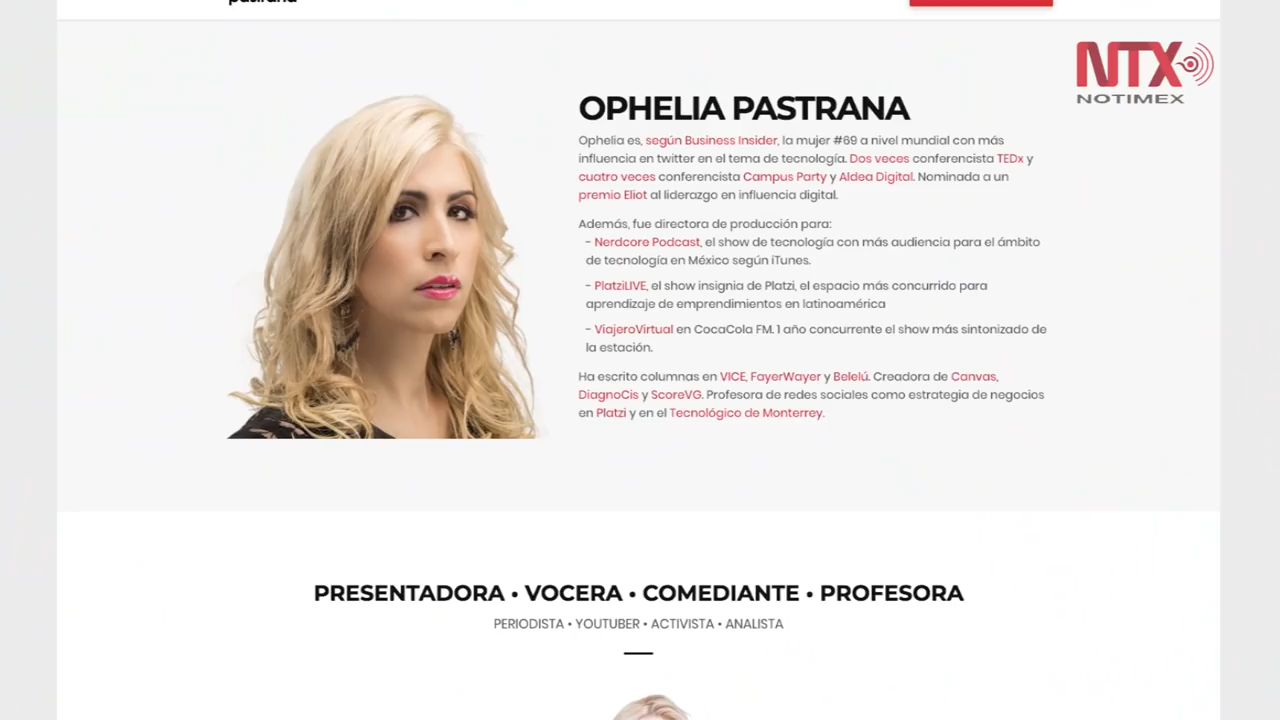 pastrana
NTX
NOTIMEX
OPHELIA PASTRANA
Ophelia es, según Business Insider, la mujer #69 a nivel mundial con más
influencia en twitter en el tema de tecnología. Dos veces conferencista TEDx y
cuatro veces conferencista Campus Party y Aldea Digital. Nominada a un
premio Eliot al liderazgo en influencia digital.
Además, fue directora de producción para:
- Nerdcore Podcast, el show de tecnología con más audiencia para el ámbito
de tecnología en México según iTunes.
- PlatziLIVE, el show insignia de Platzi, el espacio más concurrido para
aprendizaje de emprendimientos en latinoamérica
- ViajeroVirtual en CocaCola FM. 1 año concurrente el show más sintonizado de
la estación.
Ha escrito columnas en VICE, FayerWayer y Belelú. Creadora de Canvas,
DiagnoCis y ScoreVG. Profesora de redes sociales como estrategia de negocios
en Platzi y en el Tecnológico de Monterrey.
PRESENTADORA • VOCERA • COMEDIANTE • PROFESORA
PERIODISTA • YOUTUBER • ACTIVISTA • ANALISTA